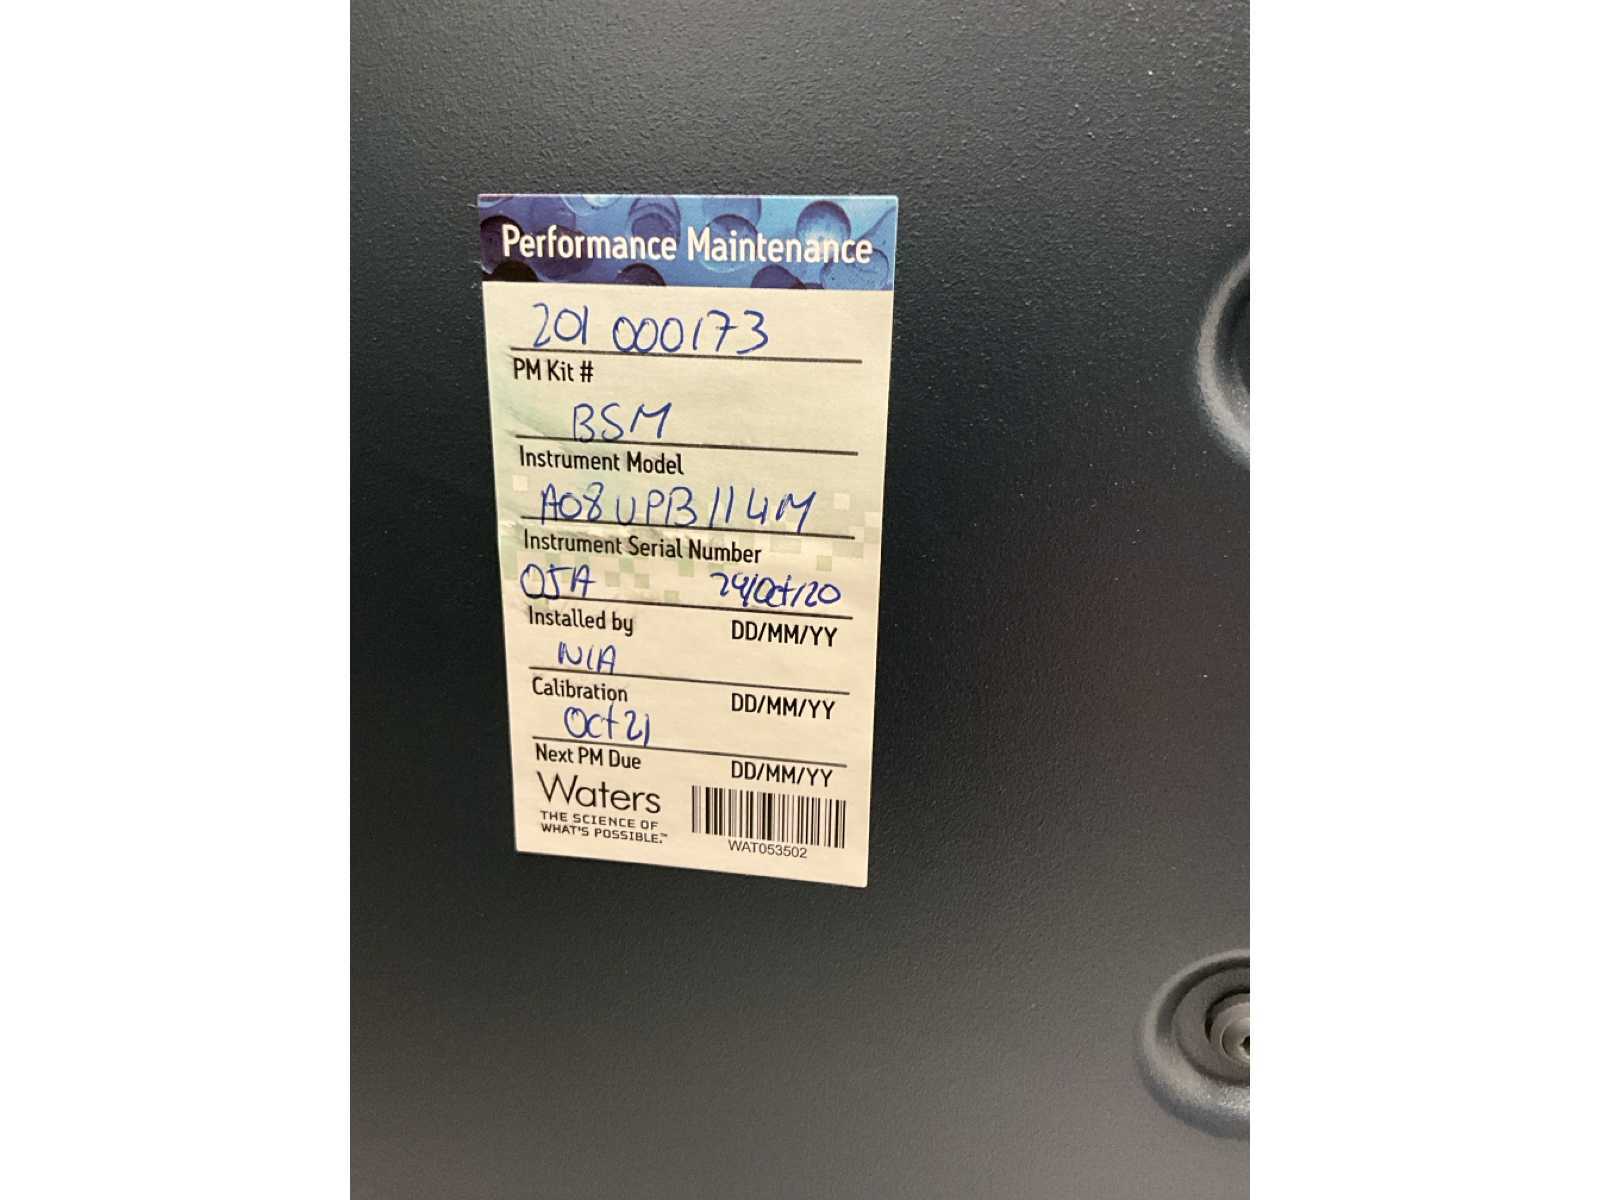 Performance Maintenance
201 000173
PM Kit #
BSM
Instrument Model
A08UPB114M
Instrument Serial Number
29/Oct/20
Installed by DD/MM/YY
N/A
Calibration DD/MM/YY
Oct 21
Next PM Due DD/MM/YY
Waters
THE SCIENCE OF
WHAT'S POSSIBLE.™
WAT053502